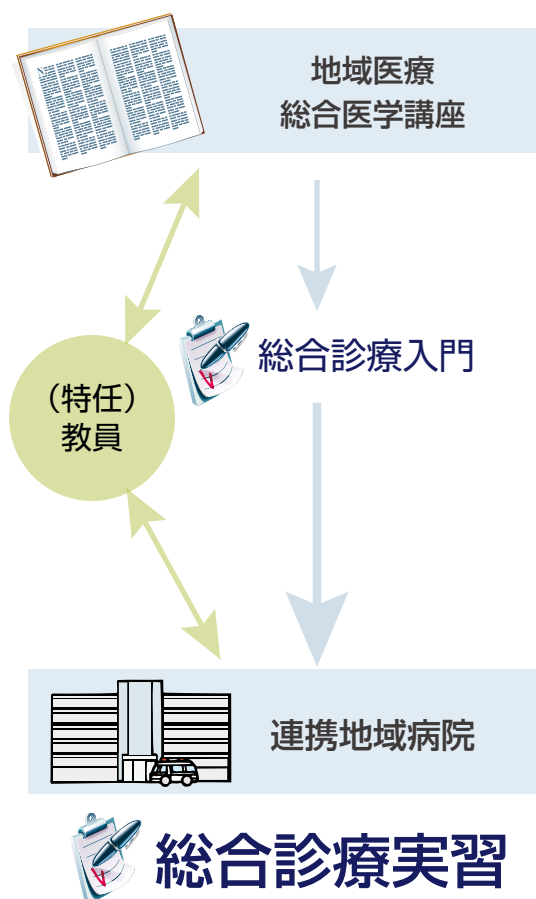 地域医療
総合医学講座
総合診療入門
（特任）
教員
連携地域病院
総合診療実習